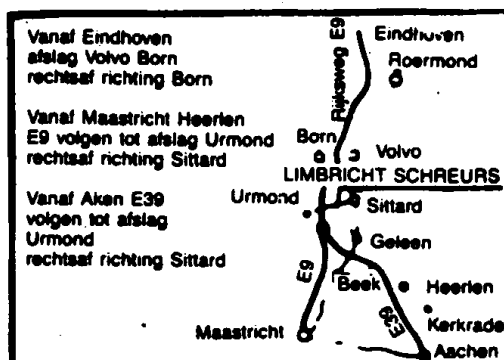 Vanaf Eindhoven
afslag Volvo Born
rechtsaf richting Born
Vanaf Maastricht Heerlen
E9 volgen tot afslag Urmond
rechtsaf richting Sittard
Vanaf Aken E39
volgen tot afslag
Urmond
rechtsaf richting Sittard
Rijksweg E9
Eindhoven
Roermond
Born
Volvo
LIMBRICHT SCHREURS
Urmond
Sittard
Geleen
E9
Beek
Heerlen
E39
Kerkrade
Maastricht
Aachen